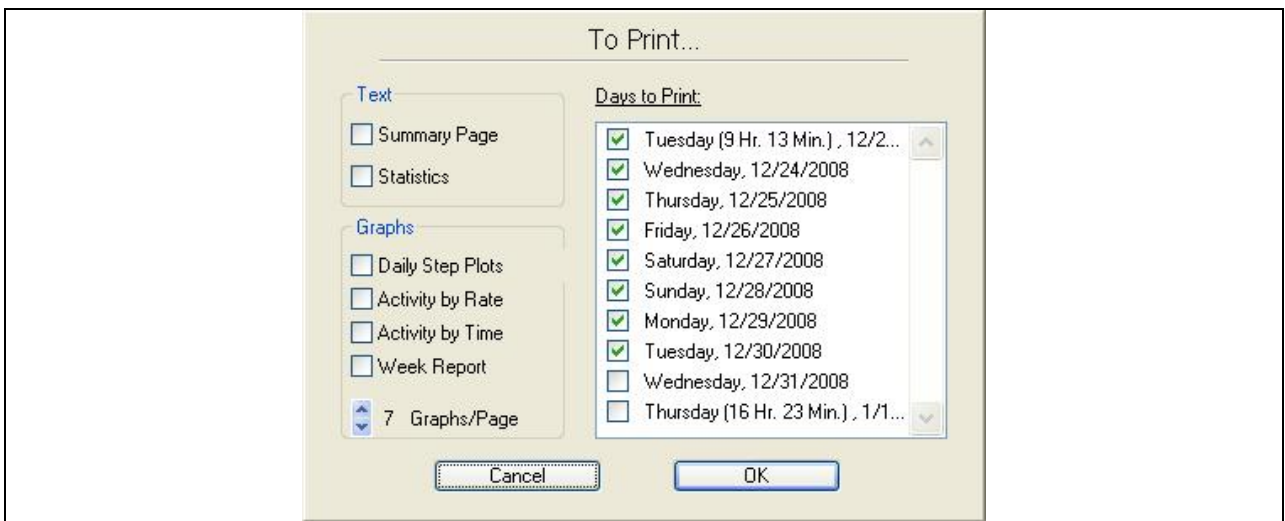 To Print...
Text
Summary Page
Statistics
Graphs
Daily Step Plots
Activity by Rate
Activity by Time
Week Report
7 Graphs/Page
Days to Print:
Tuesday (9 Hr. 13 Min.) , 12/2...
Wednesday, 12/24/2008
Thursday, 12/25/2008
Friday, 12/26/2008
Saturday, 12/27/2008
Sunday, 12/28/2008
Monday, 12/29/2008
Tuesday, 12/30/2008
Wednesday, 12/31/2008
Thursday (16 Hr. 23 Min.) , 1/1...
Cancel
OK